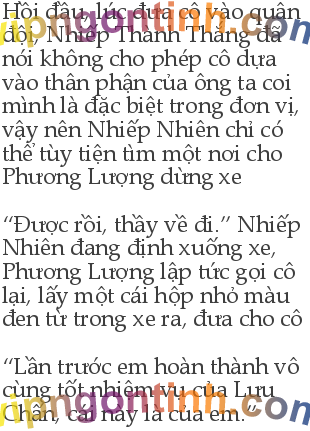 Hồi đầu, lúc đưa cô vào quân
đội, Nhiếp Thành Thắng đã
nói không cho phép cô dựa
vào thân phận của ông ta coi
mình là đặc biệt trong đơn vị,
vậy nên Nhiếp Nhiên chỉ có
thể tùy tiện tìm một nơi cho
Phương Lượng dừng xe
“Được rồi, thầy về đi.” Nhiếp
Nhiên đang định xuống xe,
Phương Lượng lập tức gọi cô
lại, lấy một cái hộp nhỏ màu
đen từ trong xe ra, đưa cho cô
“Lần trước em hoàn thành vô
cùng tốt nhiệm vụ của Lưu
Chân, cái này là của em.”
vipngontinh.com
vipngontinh.com